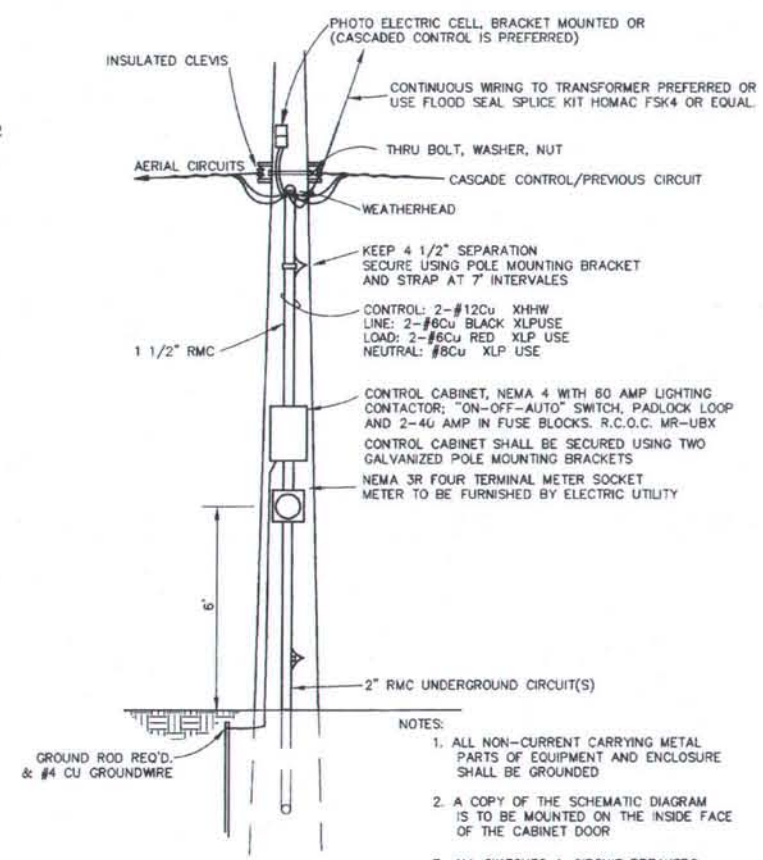 PHOTO ELECTRIC CELL, BRACKET MOUNTED OR
(CASCADED CONTROL IS PREFERRED)
INSULATED CLEVIS
CONTINUOUS WIRING TO TRANSFORMER PREFERRED OR
USE FLOOD SEAL SPLICE KIT HOMAC FSK4 OR EQUAL.
THRU BOLT, WASHER, NUT
AERIAL CIRCUITS
CASCADE CONTROL/PREVIOUS CIRCUIT
WEATHERHEAD
KEEP 4 1/2" SEPARATION
SECURE USING POLE MOUNTING BRACKET
AND STRAP AT 7' INTERVALES
CONTROL: 2-#12Cu XHHW
LINE: 2-#6Cu BLACK XLPUSE
LOAD: 2-#6Cu RED XLP USE
NEUTRAL: #8Cu XLP USE
1 1/2" RMC
CONTROL CABINET, NEMA 4 WITH 60 AMP LIGHTING
CONTACTOR; "ON-OFF-AUTO" SWITCH, PADLOCK LOOP
AND 2-40 AMP IN FUSE BLOCKS. R.C.O.C. MR-UBX
CONTROL CABINET SHALL BE SECURED USING TWO
GALVANIZED POLE MOUNTING BRACKETS
NEMA 3R FOUR TERMINAL METER SOCKET
METER TO BE FURNISHED BY ELECTRIC UTILITY
6'
2" RMC UNDERGROUND CIRCUIT(S)
GROUND ROD REQ'D.
& #4 CU GROUNDWIRE
NOTES:
1. ALL NON-CURRENT CARRYING METAL
PARTS OF EQUIPMENT AND ENCLOSURE
SHALL BE GROUNDED
2. A COPY OF THE SCHEMATIC DIAGRAM
IS TO BE MOUNTED ON THE INSIDE FACE
OF THE CABINET DOOR